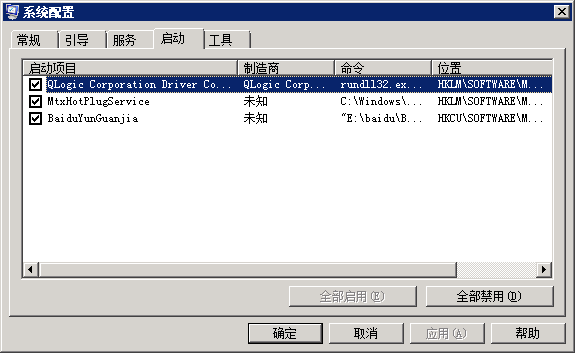 系统配置
常规 引导 服务 启动 工具
启动项目 制造商 命令 位置
QLogic Corporation Driver Co... QLogic Corp... rundll32.ex... HKLM\SOFTWARE\M...
MtxHotPlugService 未知 C:\Windows\... HKLM\SOFTWARE\M...
BaiduYunGuanjia 未知 "E:\baidu\B... HKCU\SOFTWARE\M...
全部启用(E) 全部禁用(D)
确定 取消 应用(A) 帮助